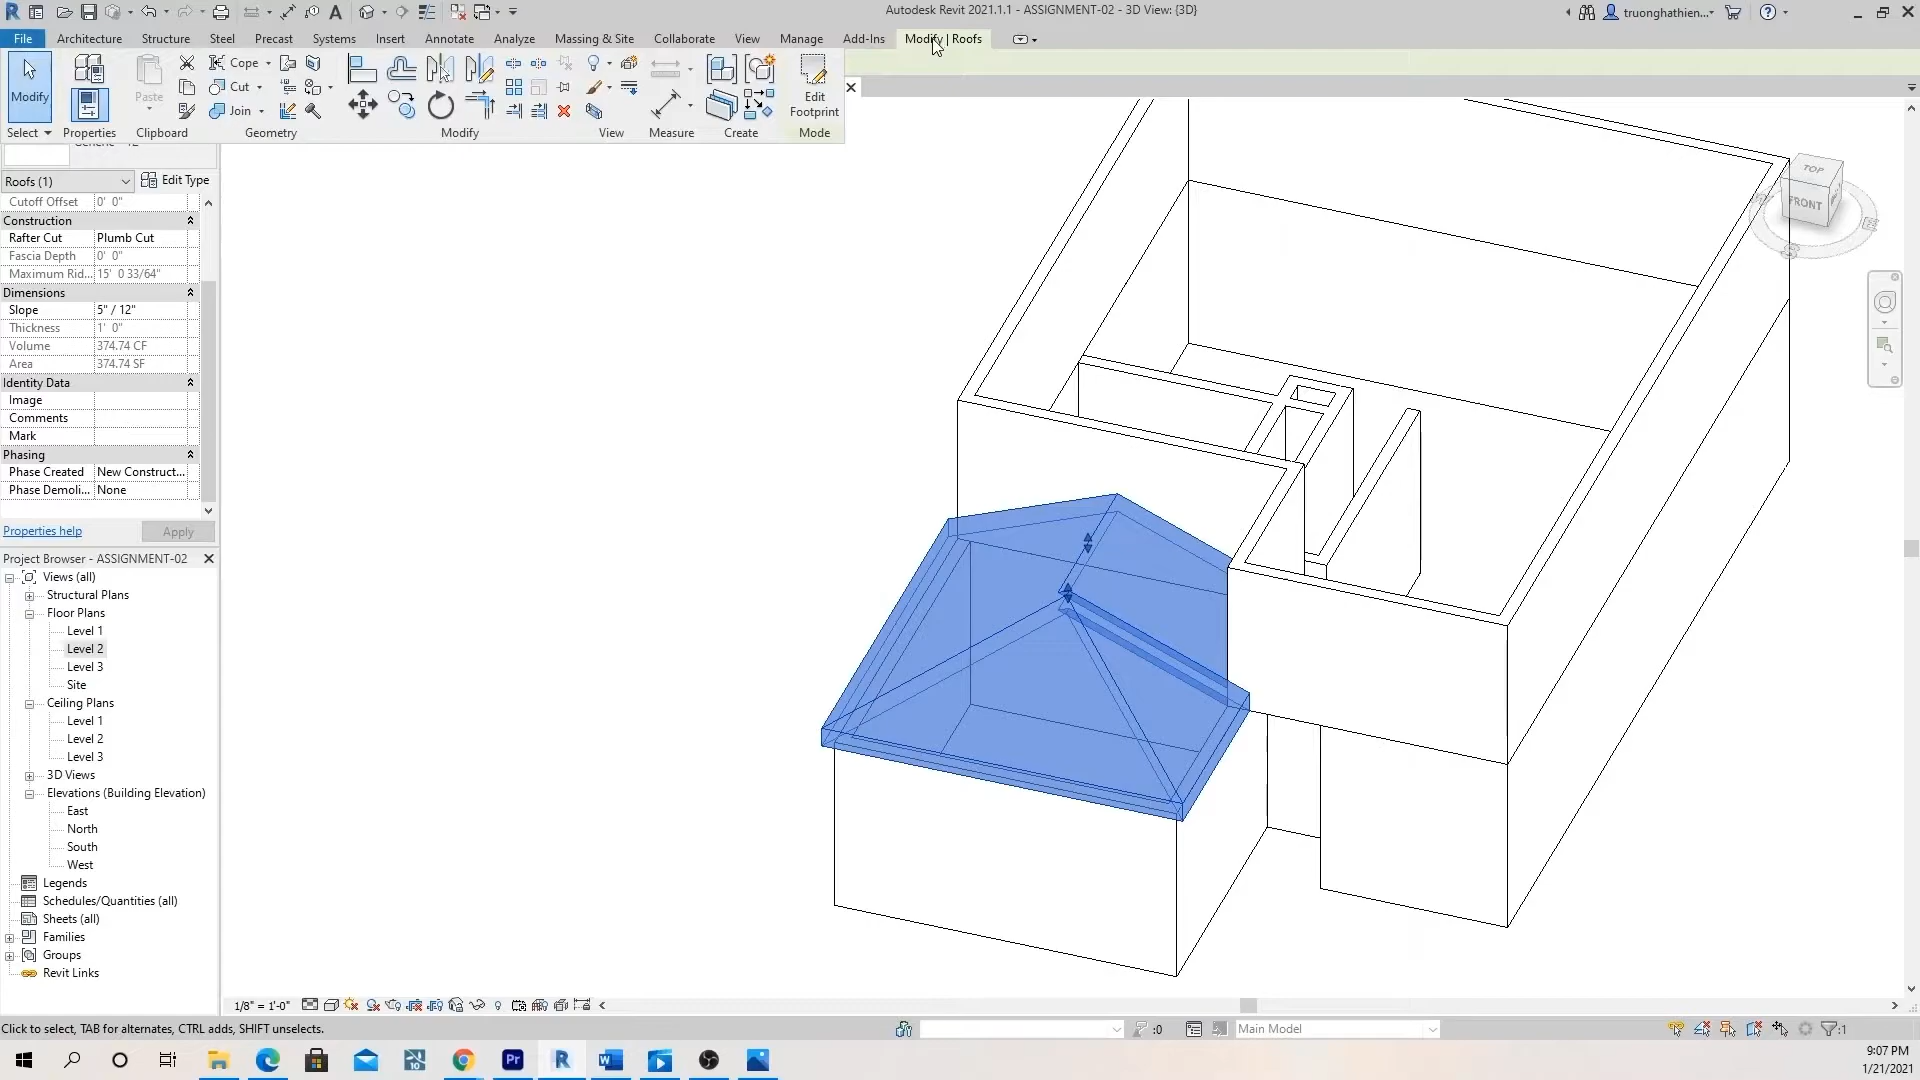 Autodesk Revit 2021.1.1 - ASSIGNMENT-02 - 3D View: {3D}
truonghathien...
File Architecture Structure Steel Precast Systems Insert Annotate Analyze Massing & Site Collaborate View Manage Add-Ins Modify | Roofs
Modify
Paste
Cope
Cut
Join
Edit Footprint
Select Properties Clipboard Geometry Modify View Measure Create Mode
Roofs (1) Edit Type
Cutoff Offset 0' 0"
Construction
Rafter Cut Plumb Cut
Fascia Depth 0' 0"
Maximum Rid... 15' 0 33/64"
Dimensions
Slope 5" / 12"
Thickness 1' 0"
Volume 374.74 CF
Area 374.74 SF
Identity Data
Image
Comments
Mark
Phasing
Phase Created New Construct...
Phase Demoli... None
Properties help Apply
Project Browser - ASSIGNMENT-02
Views (all)
Structural Plans
Floor Plans
Level 1
Level 2
Level 3
Site
Ceiling Plans
Level 1
Level 2
Level 3
3D Views
Elevations (Building Elevation)
East
North
South
West
Legends
Schedules/Quantities (all)
Sheets (all)
Families
Groups
Revit Links
TOP
FRONT
1/8" = 1'-0"
Click to select, TAB for alternates, CTRL adds, SHIFT unselects.
:0
Main Model
:1
9:07 PM
1/21/2021